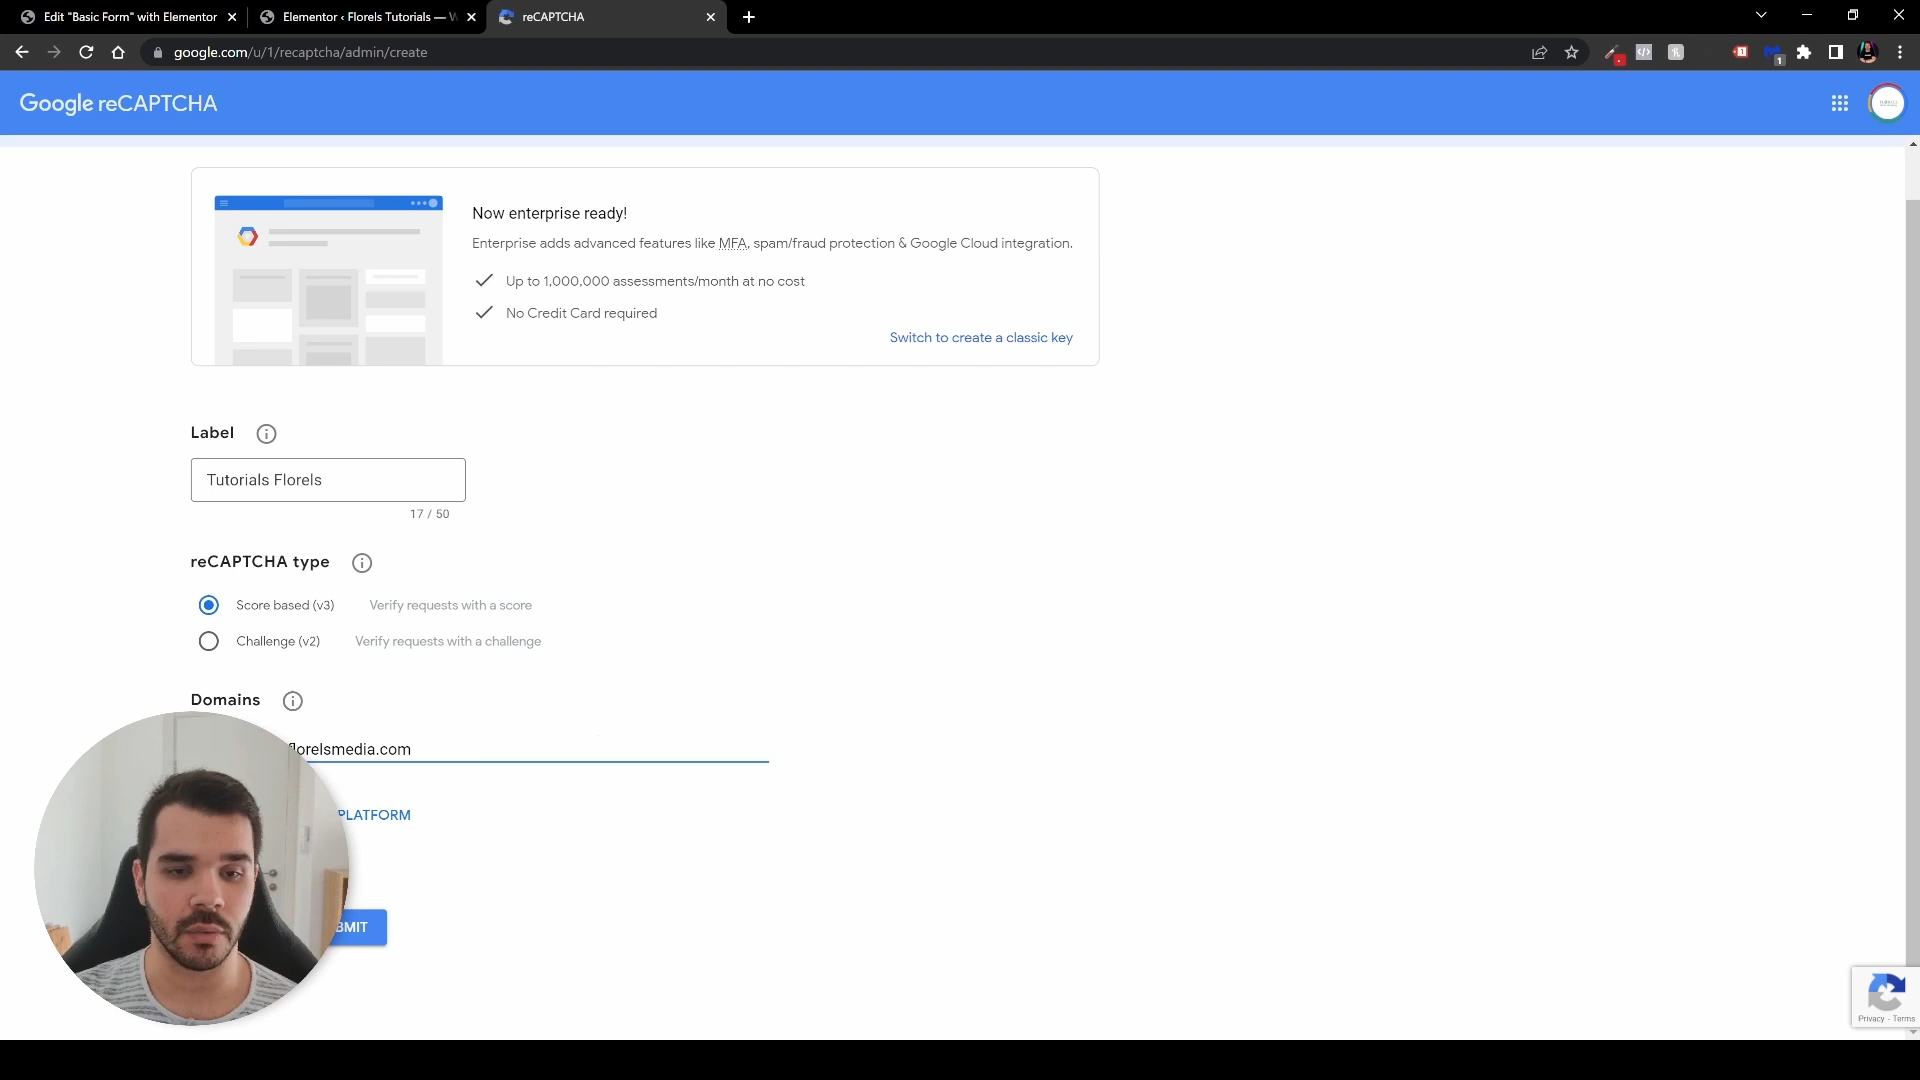 Edit "Basic Form" with Elementor
Elementor ‹ Florels Tutorials —
reCAPTCHA
google.com/u/1/recaptcha/admin/create
1
1
Google reCAPTCHA
Now enterprise ready!
Enterprise adds advanced features like MFA, spam/fraud protection & Google Cloud integration.
Up to 1,000,000 assessments/month at no cost
No Credit Card required
Switch to create a classic key
Label
Tutorials Florels
17 / 50
reCAPTCHA type
Score based (v3) Verify requests with a score
Challenge (v2) Verify requests with a challenge
Domains
florelsmedia.com
PLATFORM
BMIT
Privacy - Terms